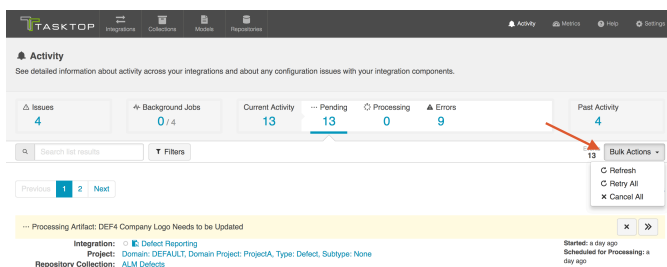 TASKTOP
Integrations Collections Models Repositories Activity Metrics Help Settings
Activity
See detailed information about activity across your integrations and about any configuration issues with your integration components.
Issues Background Jobs Current Activity Pending Processing Errors Past Activity
4 0 / 4 13 13 0 9 4
Search list results Filters 13 Bulk Actions
Refresh
Retry All
Cancel All
Previous 1 2 Next
Processing Artifact: DEF4 Company Logo Needs to be Updated
Integration: Defect Reporting Started: a day ago
Project: Domain: DEFAULT, Domain Project: ProjectA, Type: Defect, Subtype: None Scheduled for Processing: a
Repository Collection: ALM Defects day ago